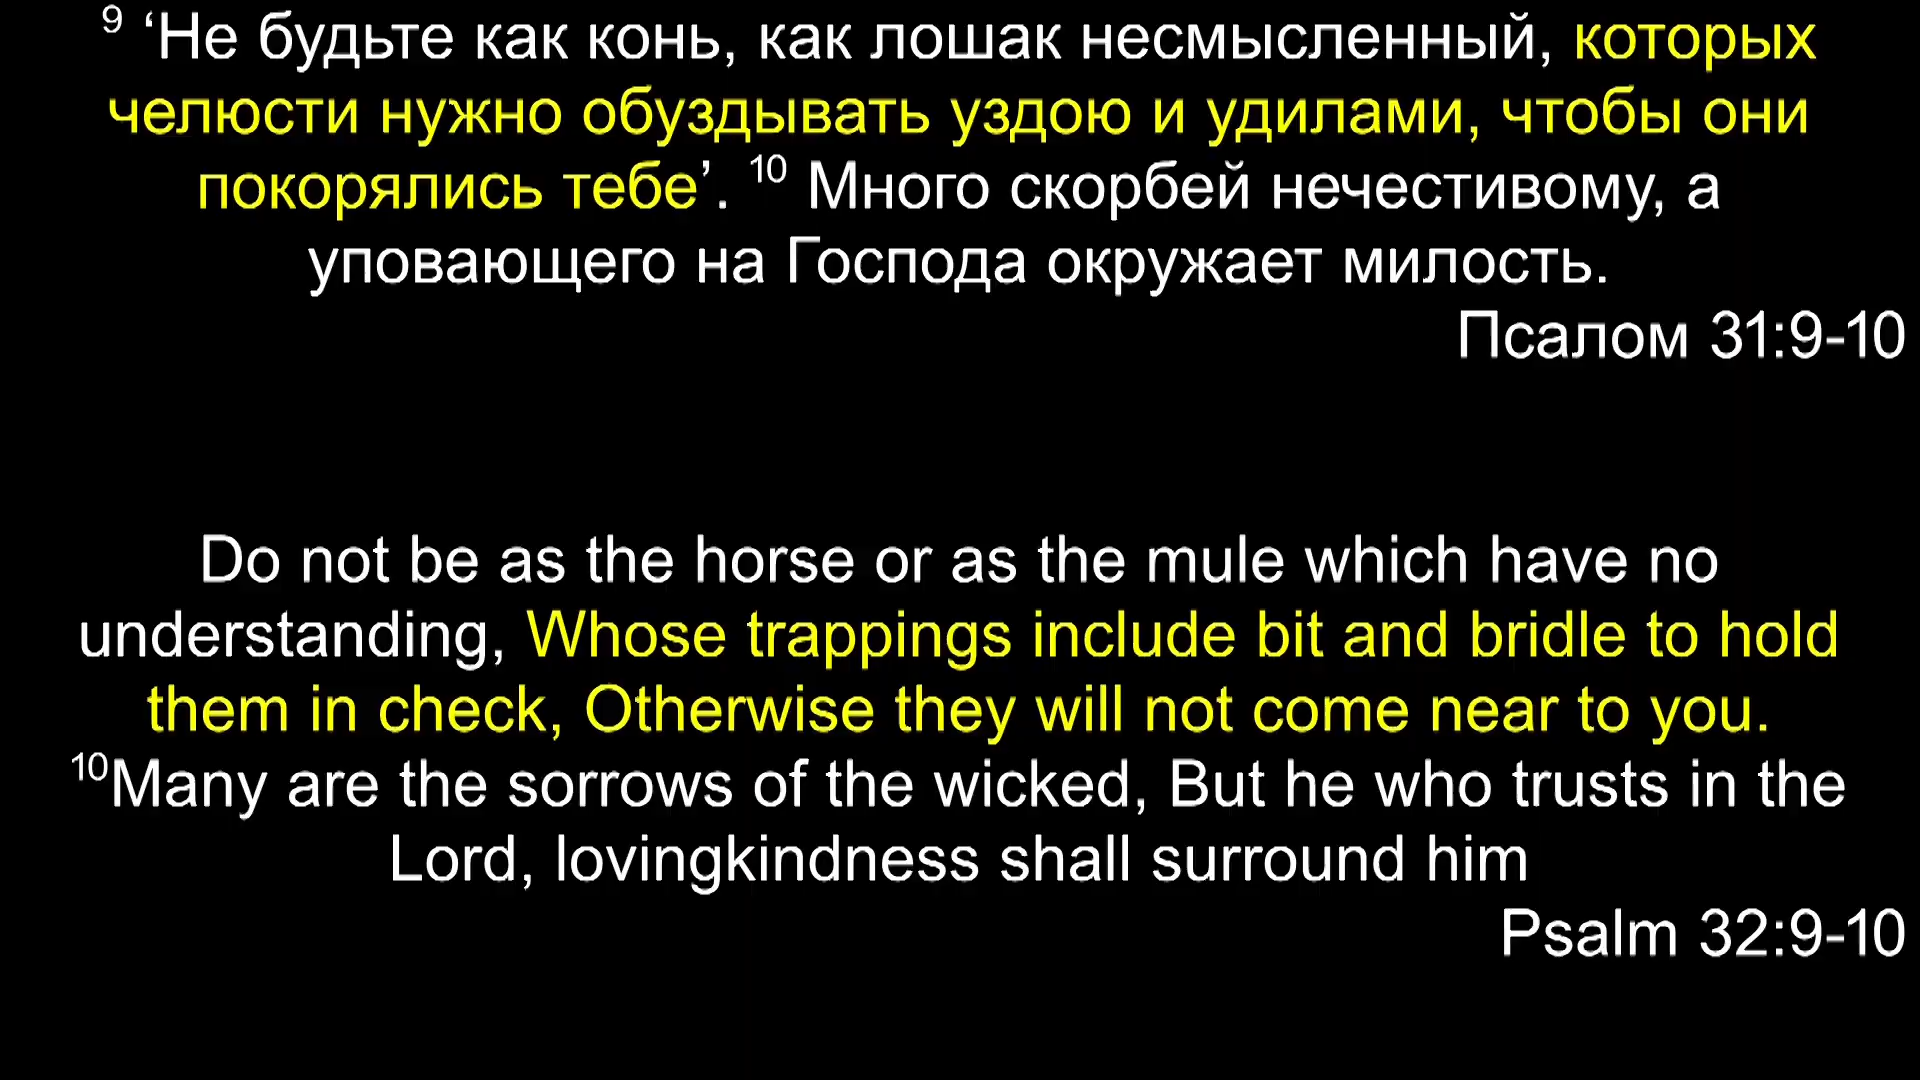 ⁹ ‘Не будьте как конь, как лошак несмысленный, которых
челюсти нужно обуздывать уздою и удилами, чтобы они
покорялись тебе’. ¹⁰ Много скорбей нечестивому, а
уповающего на Господа окружает милость.
Псалом 31:9-10
Do not be as the horse or as the mule which have no
understanding, Whose trappings include bit and bridle to hold
them in check, Otherwise they will not come near to you.
¹⁰Many are the sorrows of the wicked, But he who trusts in the
Lord, lovingkindness shall surround him
Psalm 32:9-10